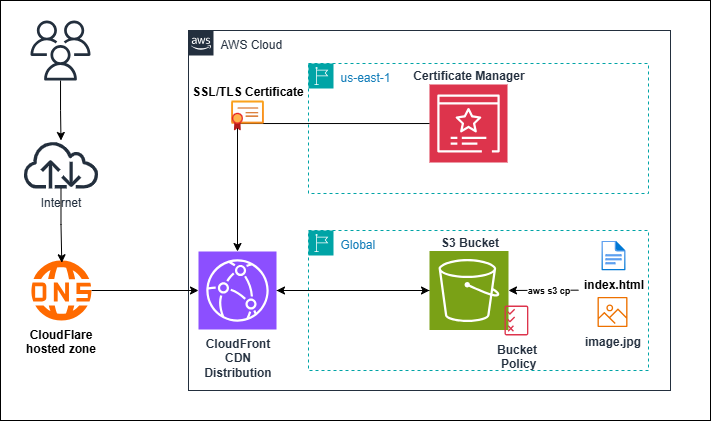 aws
AWS Cloud
us-east-1
Certificate Manager
SSL/TLS Certificate
Internet
Global
S3 Bucket
index.html
aws s3 cp
DNS
CloudFlare
hosted zone
CloudFront
CDN
Distribution
Bucket
Policy
image.jpg